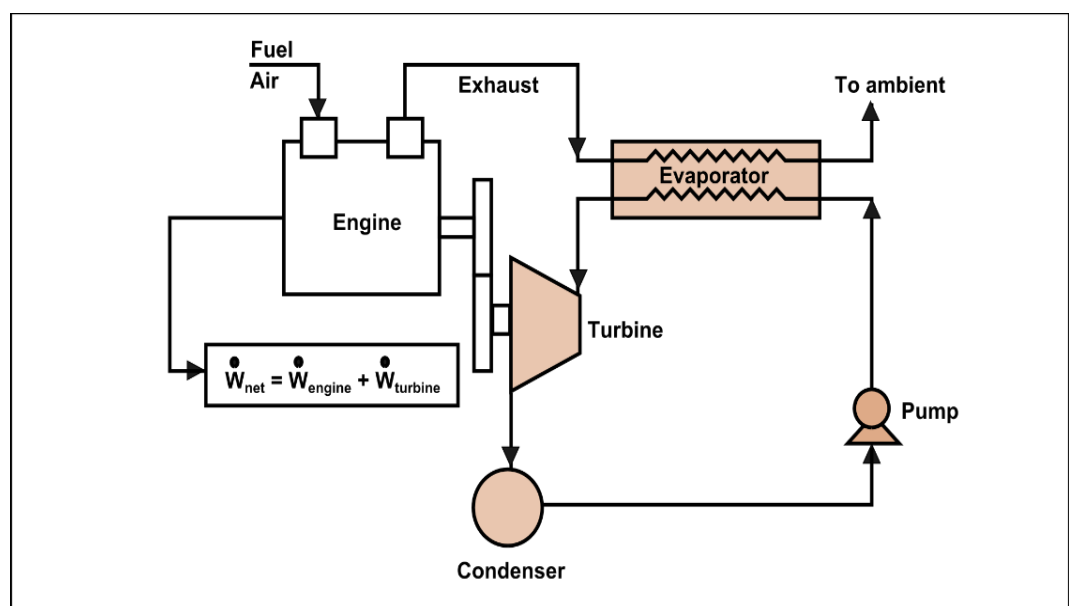 Fuel
Air
Exhaust
To ambient
Evaporator
Engine
Turbine
Ẇnet = Ẇengine + Ẇturbine
Pump
Condenser